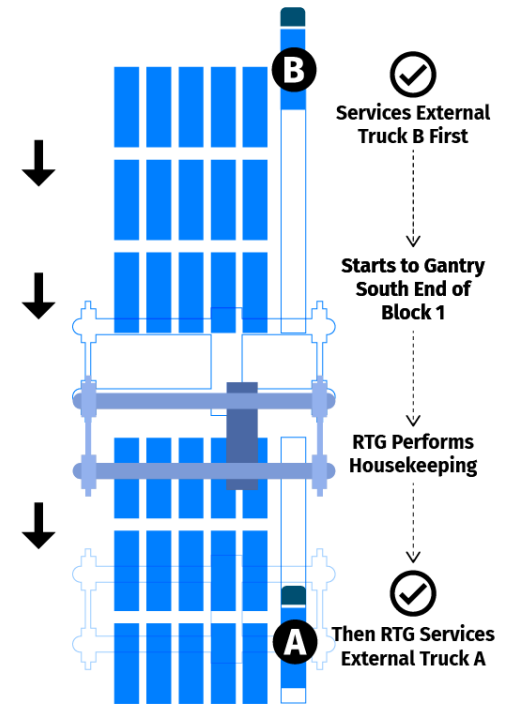 B
Services External
Truck B First
Starts to Gantry
South End of
Block 1
RTG Performs
Housekeeping
A
Then RTG Services
External Truck A